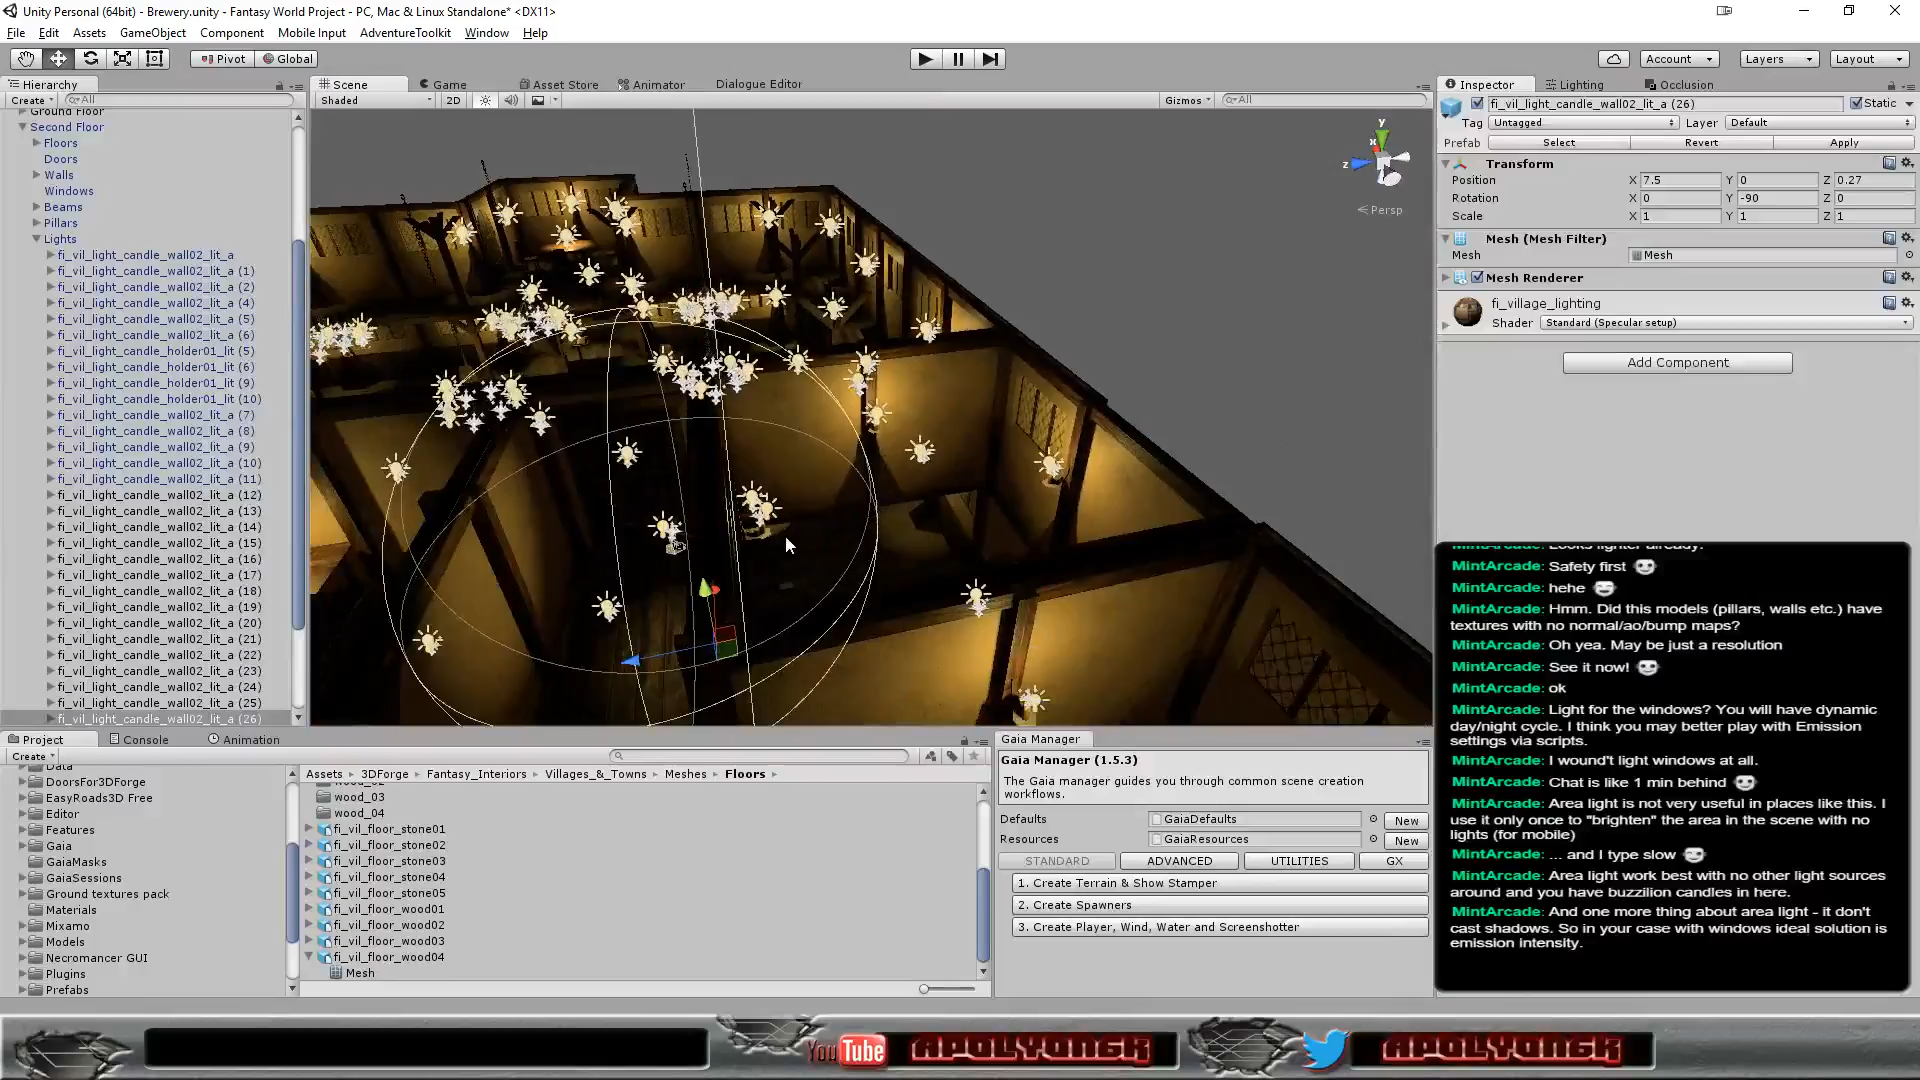 Unity Personal (64bit) - Brewery.unity - Fantasy World Project - PC, Mac & Linux Standalone* <DX11>
File Edit Assets GameObject Component Mobile Input AdventureToolkit Window Help
Pivot Global Account Layers Layout
Hierarchy
Create All
Ground Floor
Second Floor
Floors
Doors
Walls
Windows
Beams
Pillars
Lights
fi_vil_light_candle_wall02_lit_a
fi_vil_light_candle_wall02_lit_a (1)
fi_vil_light_candle_wall02_lit_a (2)
fi_vil_light_candle_wall02_lit_a (4)
fi_vil_light_candle_wall02_lit_a (5)
fi_vil_light_candle_wall02_lit_a (6)
fi_vil_light_candle_holder01_lit (5)
fi_vil_light_candle_holder01_lit (6)
fi_vil_light_candle_holder01_lit (9)
fi_vil_light_candle_holder01_lit (10)
fi_vil_light_candle_wall02_lit_a (7)
fi_vil_light_candle_wall02_lit_a (8)
fi_vil_light_candle_wall02_lit_a (9)
fi_vil_light_candle_wall02_lit_a (10)
fi_vil_light_candle_wall02_lit_a (11)
fi_vil_light_candle_wall02_lit_a (12)
fi_vil_light_candle_wall02_lit_a (13)
fi_vil_light_candle_wall02_lit_a (14)
fi_vil_light_candle_wall02_lit_a (15)
fi_vil_light_candle_wall02_lit_a (16)
fi_vil_light_candle_wall02_lit_a (17)
fi_vil_light_candle_wall02_lit_a (18)
fi_vil_light_candle_wall02_lit_a (19)
fi_vil_light_candle_wall02_lit_a (20)
fi_vil_light_candle_wall02_lit_a (21)
fi_vil_light_candle_wall02_lit_a (22)
fi_vil_light_candle_wall02_lit_a (23)
fi_vil_light_candle_wall02_lit_a (24)
fi_vil_light_candle_wall02_lit_a (25)
fi_vil_light_candle_wall02_lit_a (26)
Scene Game Asset Store Animator Dialogue Editor
Shaded 2D Gizmos All
y
x
z
Persp
Inspector Lighting Occlusion
fi_vil_light_candle_wall02_lit_a (26) Static
Tag Untagged Layer Default
Prefab Select Revert Apply
Transform
Position X 7.5 Y 0 Z 0.27
Rotation X 0 Y -90 Z 0
Scale X 1 Y 1 Z 1
Mesh (Mesh Filter)
Mesh Mesh
Mesh Renderer
fi_village_lighting
Shader Standard (Specular setup)
Add Component
Looks lighter already.
MintArcade: Safety first
MintArcade: hehe
MintArcade: Hmm. Did this models (pillars, walls etc.) have
textures with no normal/ao/bump maps?
MintArcade: Oh yea. May be just a resolution
MintArcade: See it now!
MintArcade: ok
MintArcade: Light for the windows? You will have dynamic
day/night cycle. I think you may better play with Emission
settings via scripts.
MintArcade: I wound't light windows at all.
MintArcade: Chat is like 1 min behind
MintArcade: Area light is not very useful in places like this. I
use it only once to "brighten" the area in the scene with no
lights (for mobile)
MintArcade: ... and I type slow
MintArcade: Area light work best with no other light sources
around and you have buzzilion candles in here.
MintArcade: And one more thing about area light - it don't
cast shadows. So in your case with windows ideal solution is
emission intensity.
Project Console Animation
Create
Data
DoorsFor3DForge
EasyRoads3D Free
Editor
Features
Gaia
GaiaMasks
GaiaSessions
Ground textures pack
Materials
Mixamo
Models
Necromancer GUI
Plugins
Prefabs
Assets 3DForge Fantasy_Interiors Villages_&_Towns Meshes Floors
wood_02
wood_03
wood_04
fi_vil_floor_stone01
fi_vil_floor_stone02
fi_vil_floor_stone03
fi_vil_floor_stone04
fi_vil_floor_stone05
fi_vil_floor_wood01
fi_vil_floor_wood02
fi_vil_floor_wood03
fi_vil_floor_wood04
Mesh
Gaia Manager
Gaia Manager (1.5.3)
The Gaia manager guides you through common scene creation
workflows.
Defaults GaiaDefaults New
Resources GaiaResources New
STANDARD ADVANCED UTILITIES GX
1. Create Terrain & Show Stamper
2. Create Spawners
3. Create Player, Wind, Water and Screenshotter
YouTube APOLYONGK APOLYONGK